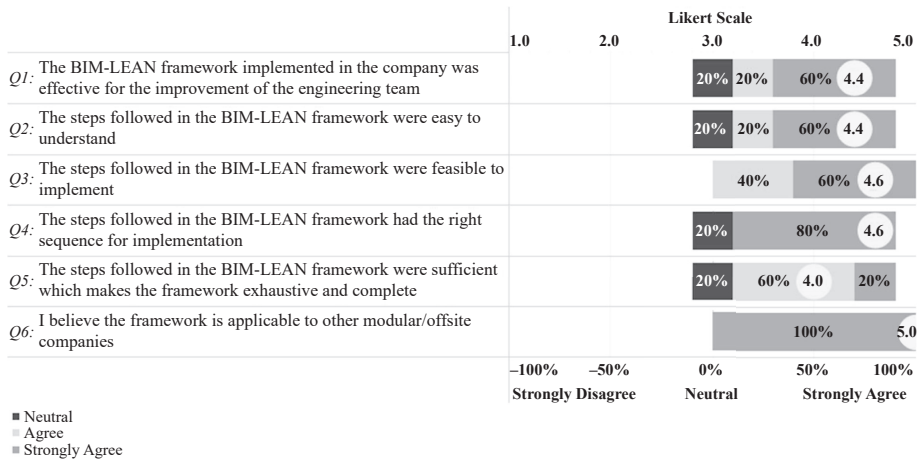 Likert Scale
1.0 2.0 3.0 4.0 5.0
Q1: The BIM-LEAN framework implemented in the company was
effective for the improvement of the engineering team
20% 20% 60% 4.4
Q2: The steps followed in the BIM-LEAN framework were easy to
understand
20% 20% 60% 4.4
Q3: The steps followed in the BIM-LEAN framework were feasible to
implement
40% 60% 4.6
Q4: The steps followed in the BIM-LEAN framework had the right
sequence for implementation
20% 80% 4.6
Q5: The steps followed in the BIM-LEAN framework were sufficient
which makes the framework exhaustive and complete
20% 60% 4.0 20%
Q6: I believe the framework is applicable to other modular/offsite
companies
100% 5.0
–100% –50% 0% 50% 100%
Strongly Disagree Neutral Strongly Agree
Neutral
Agree
Strongly Agree